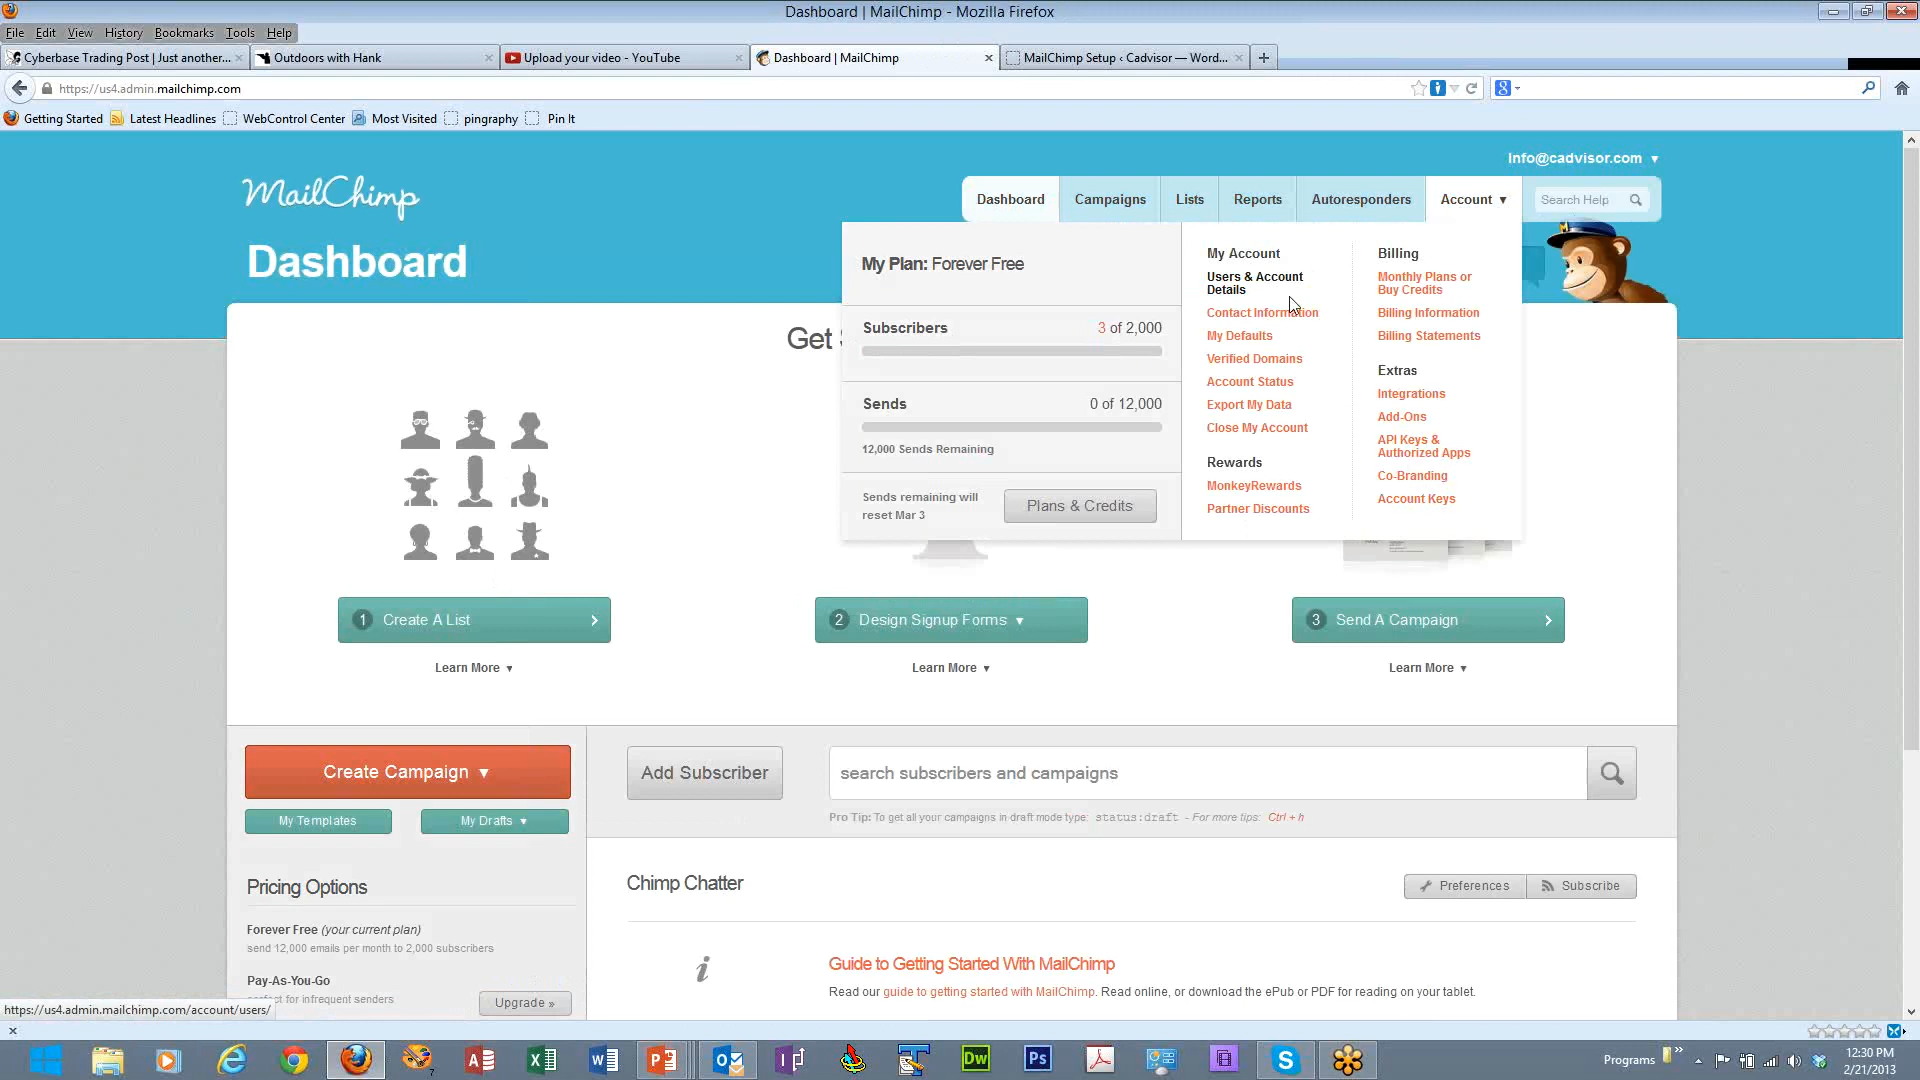 Dashboard | MailChimp - Mozilla Firefox
File Edit View History Bookmarks Tools Help
Cyberbase Trading Post | Just another...
Outdoors with Hank
Upload your video - YouTube
Dashboard | MailChimp
MailChimp Setup ‹ Cadvisor — Word...
https://us4.admin.mailchimp.com
Getting Started Latest Headlines WebControl Center Most Visited pingraphy Pin It
Info@cadvisor.com ▼
MailChimp
Dashboard Campaigns Lists Reports Autoresponders Account ▼ Search Help
Dashboard
My Plan: Forever Free
Subscribers 3 of 2,000
Sends 0 of 12,000
12,000 Sends Remaining
Sends remaining will
reset Mar 3
Plans & Credits
My Account
Users & Account
Details
Contact Information
My Defaults
Verified Domains
Account Status
Export My Data
Close My Account
Rewards
MonkeyRewards
Partner Discounts
Billing
Monthly Plans or
Buy Credits
Billing Information
Billing Statements
Extras
Integrations
Add-Ons
API Keys &
Authorized Apps
Co-Branding
Account Keys
Get
1 Create A List
Learn More ▼
2 Design Signup Forms ▼
Learn More ▼
3 Send A Campaign
Learn More ▼
Create Campaign ▼
My Templates
My Drafts ▼
Add Subscriber
search subscribers and campaigns
Pro Tip: To get all your campaigns in draft mode type: status:draft - For more tips: Ctrl + h
Pricing Options
Forever Free (your current plan)
send 12,000 emails per month to 2,000 subscribers
Pay-As-You-Go
for infrequent senders
Upgrade »
Chimp Chatter
Preferences
Subscribe
Guide to Getting Started With MailChimp
Read our guide to getting started with MailChimp. Read online, or download the ePub or PDF for reading on your tablet.
https://us4.admin.mailchimp.com/account/users/
Programs
12:30 PM
2/21/2013